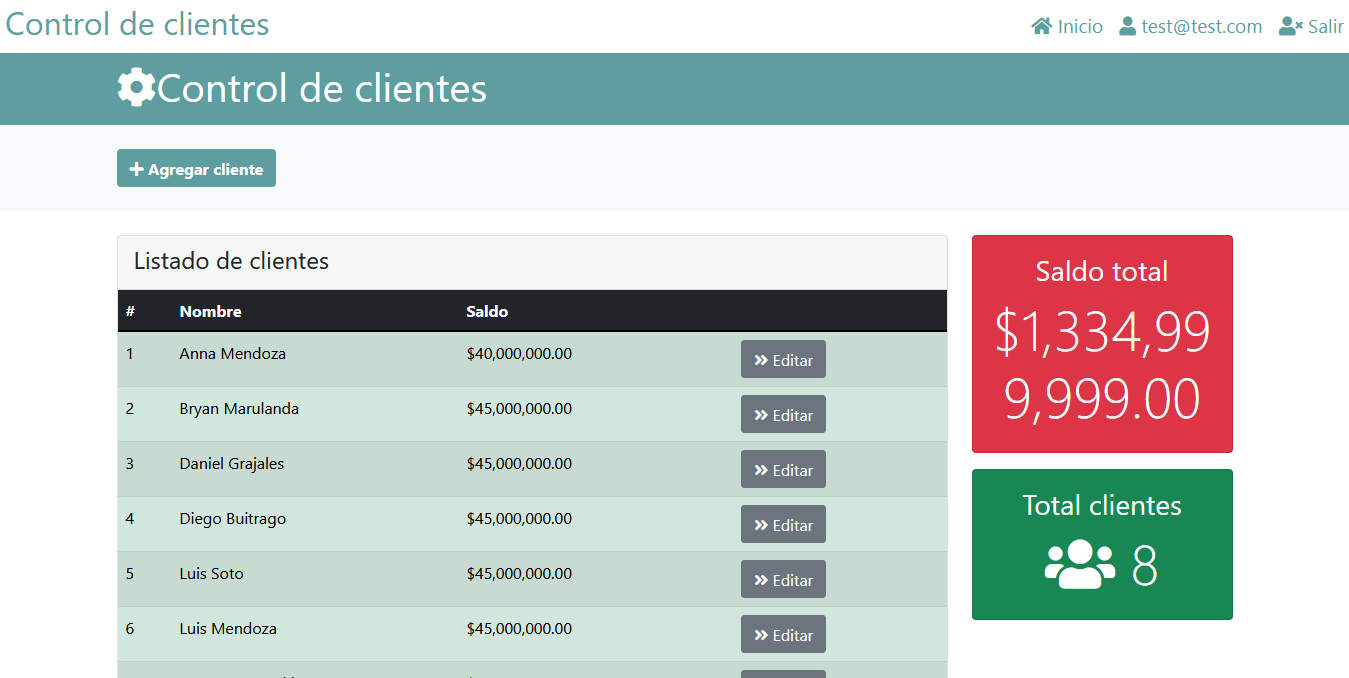 Control de clientes
Inicio test@test.com Salir
Control de clientes
Agregar cliente
Listado de clientes
# Nombre Saldo
1 Anna Mendoza $40,000,000.00 Editar
2 Bryan Marulanda $45,000,000.00 Editar
3 Daniel Grajales $45,000,000.00 Editar
4 Diego Buitrago $45,000,000.00 Editar
5 Luis Soto $45,000,000.00 Editar
6 Luis Mendoza $45,000,000.00 Editar
Saldo total
$1,334,99
9,999.00
Total clientes
8